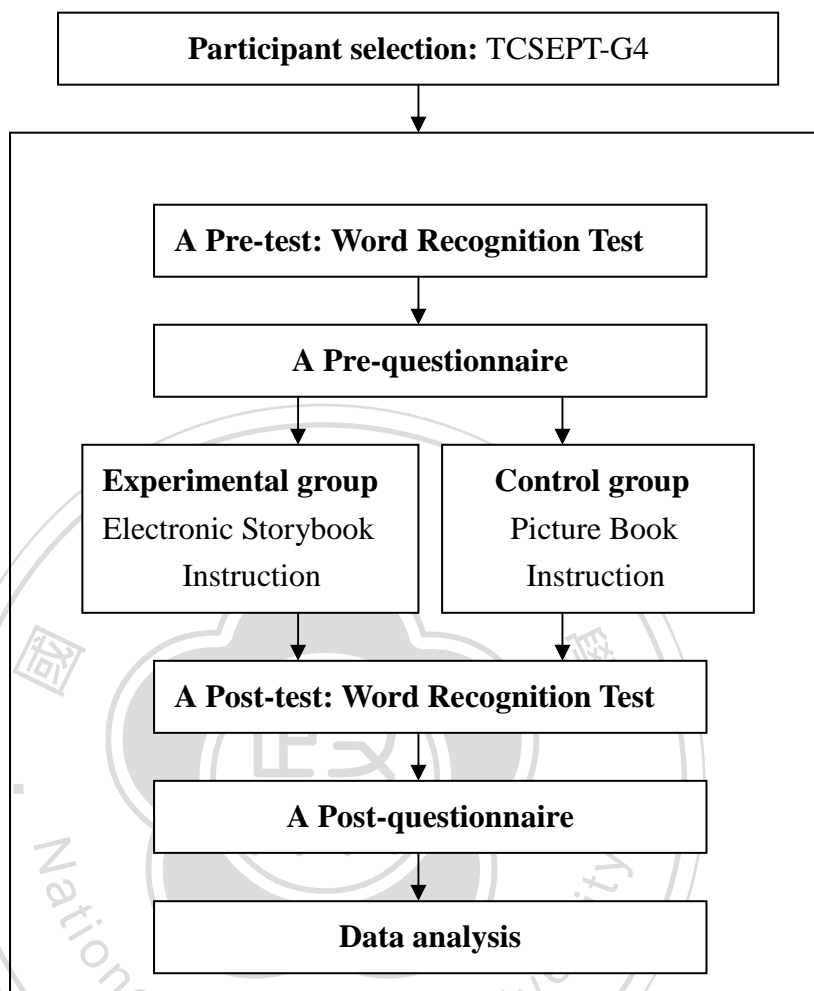 Participant selection: TCSEPT-G4
A Pre-test: Word Recognition Test
A Pre-questionnaire
Experimental group
Electronic Storybook
Instruction
Control group
Picture Book
Instruction
A Post-test: Word Recognition Test
A Post-questionnaire
Data analysis
國